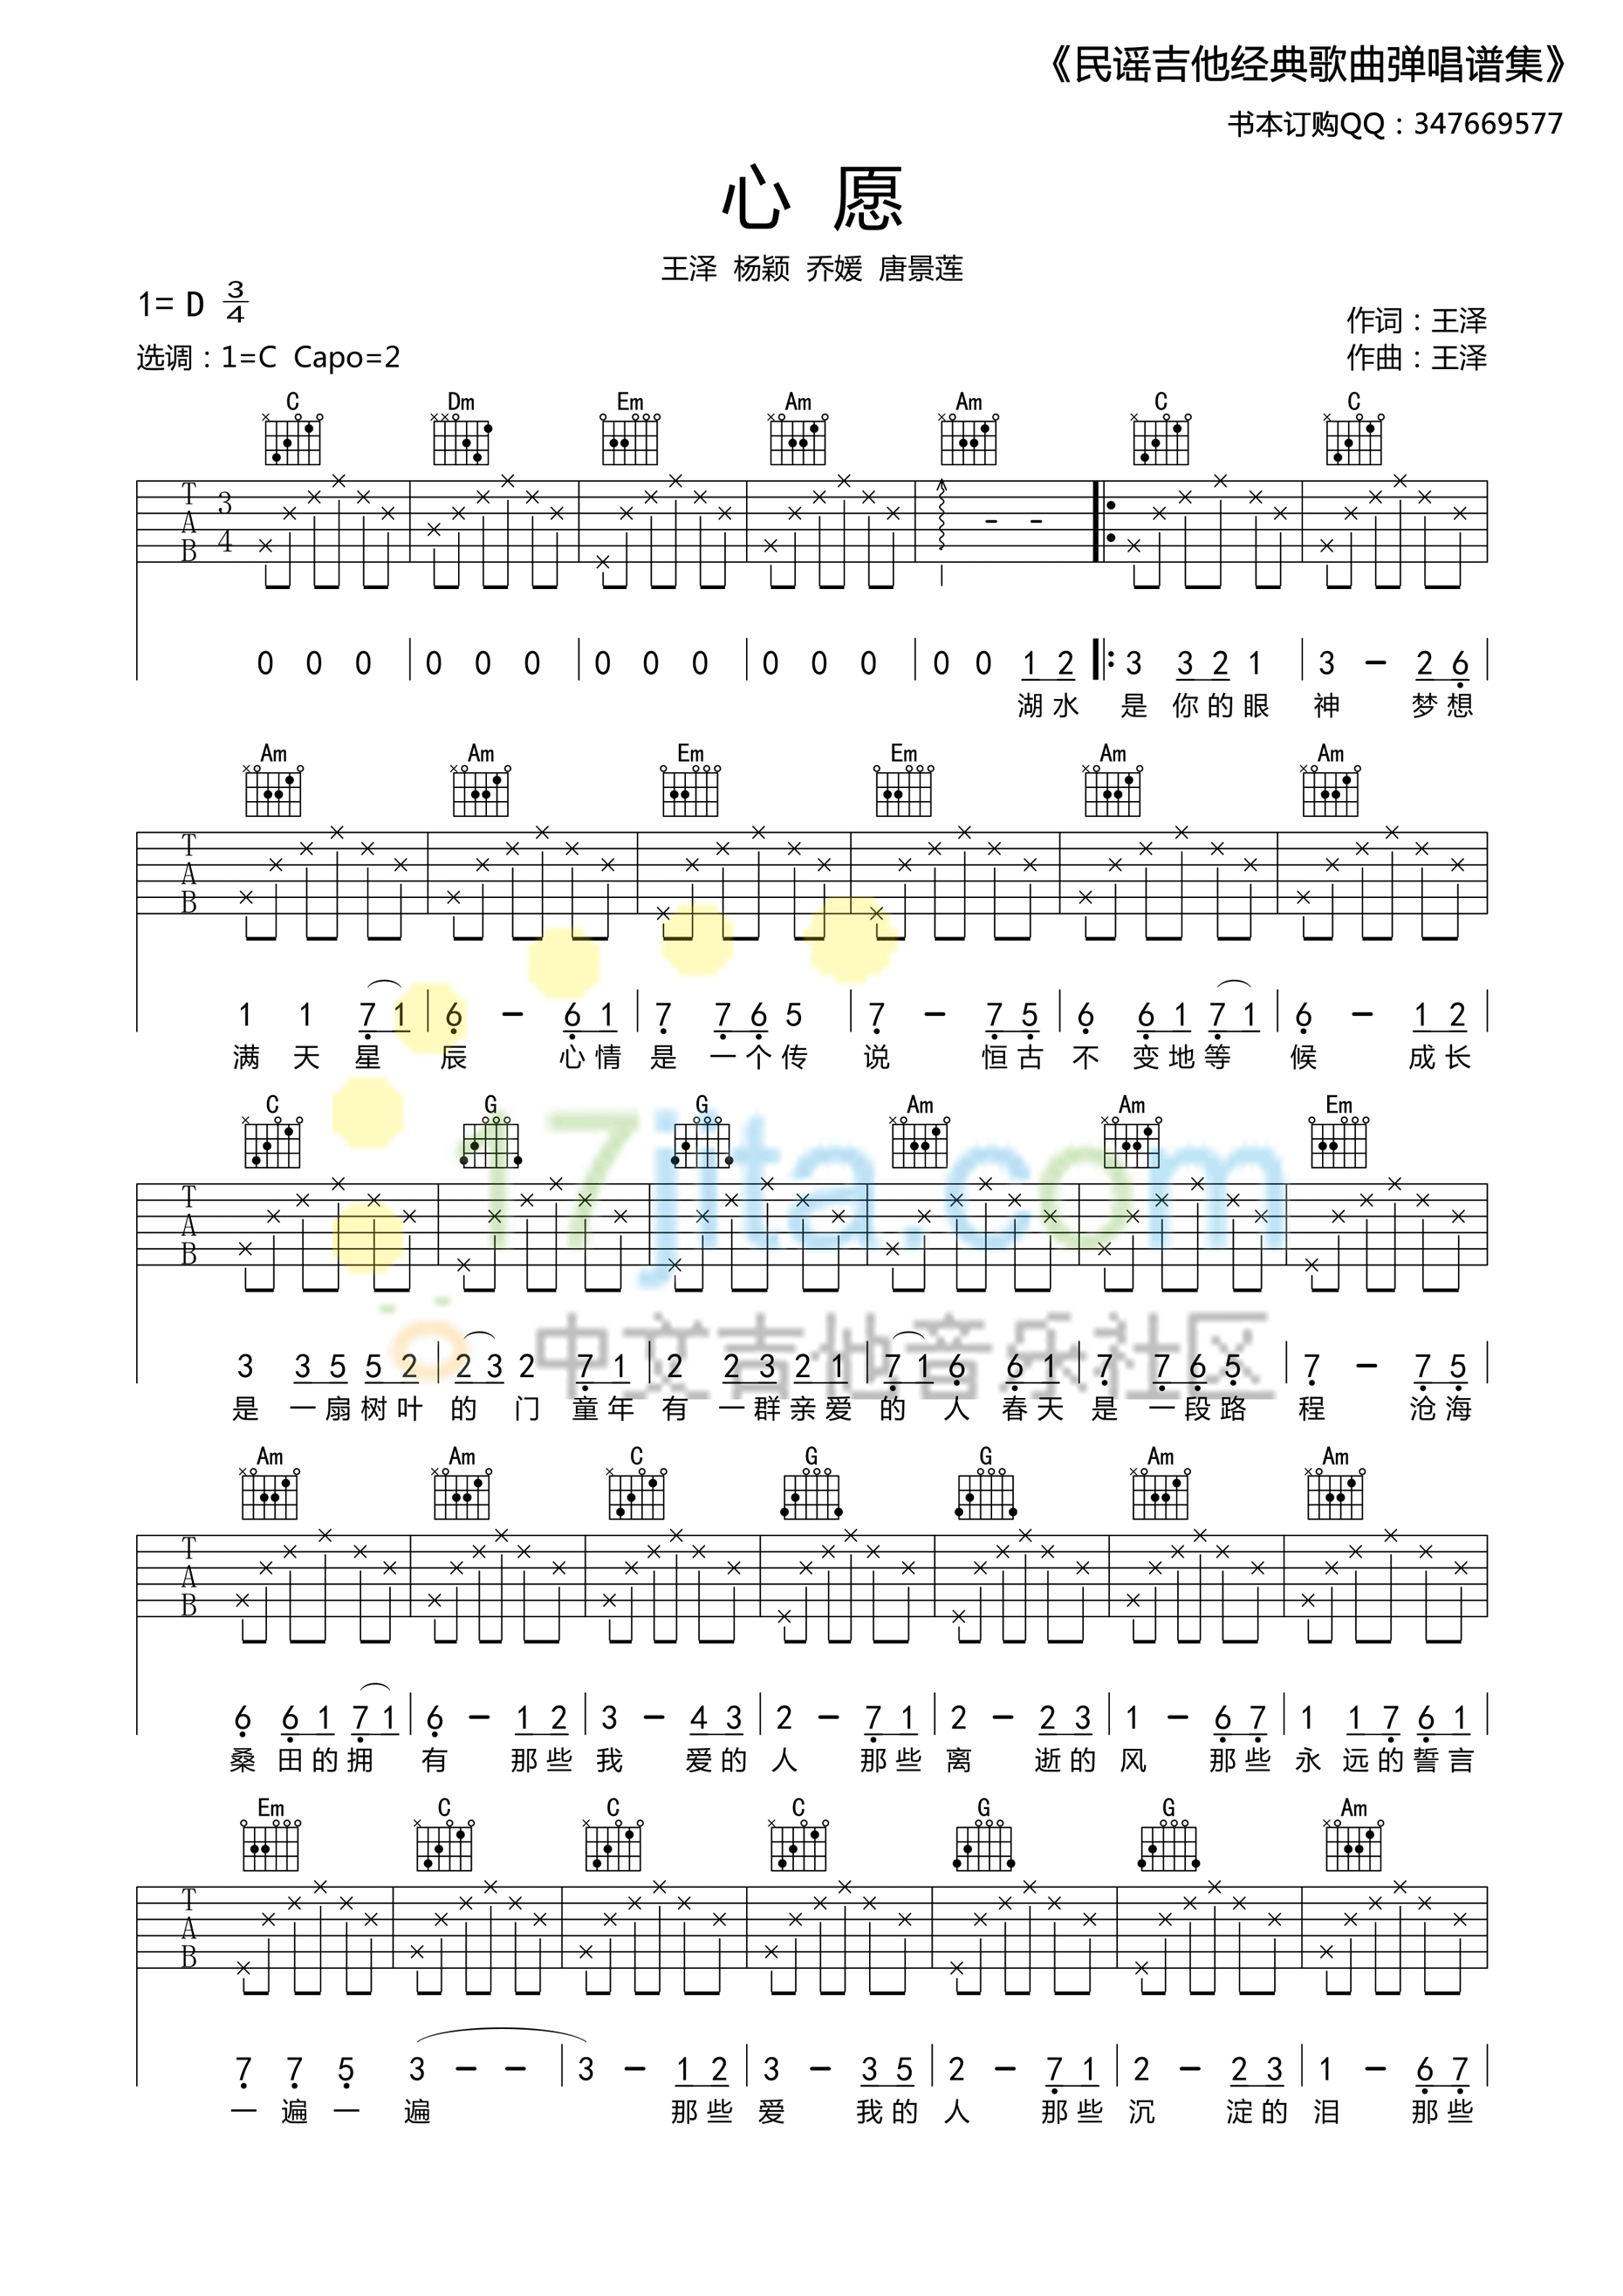 《民谣吉他经典歌曲弹唱谱集》
书本订购QQ：347669577
心 愿
王泽 杨颖 乔媛 唐景莲
1= D 3/4
作词：王泽
选调：1=C Capo=2
作曲：王泽
C Dm Em Am Am C C
T A B 3 4
0 0 0 | 0 0 0 | 0 0 0 | 0 0 0 | 0 0 1 2 |: 3 3 2 1 | 3 - 2 6 |
湖 水 是 你 的 眼 神 梦 想
Am Am Em Em Am Am
T A B
1 1 7 1 | 6 - 6 1 | 7 7 6 5 | 7 - 7 5 | 6 6 1 7 1 | 6 - 1 2 |
满 天 星 辰 心 情 是 一 个 传 说 恒 古 不 变 地 等 候 成 长
C G G Am Am Em
17jita.com
T A B
中文吉他音乐社区
3 3 5 5 2 | 2 3 2 7 1 | 2 2 3 2 1 | 7 1 6 6 1 | 7 7 6 5 | 7 - 7 5 |
是 一 扇 树 叶 的 门 童 年 有 一 群 亲 爱 的 人 春 天 是 一 段 路 程 沧 海
Am Am C G G Am Am
T A B
6 6 1 7 1 | 6 - 1 2 | 3 - 4 3 | 2 - 7 1 | 2 - 2 3 | 1 - 6 7 | 1 1 7 6 1 |
桑 田 的 拥 有 那 些 我 爱 的 人 那 些 离 逝 的 风 那 些 永 远 的 誓 言
Em C C C G G Am
T A B
7 7 5 3 - - | 3 - 1 2 | 3 - 3 5 | 2 - 7 1 | 2 - 2 3 | 1 - 6 7 |
一 遍 一 遍 那 些 爱 我 的 人 那 些 沉 淀 的 泪 那 些